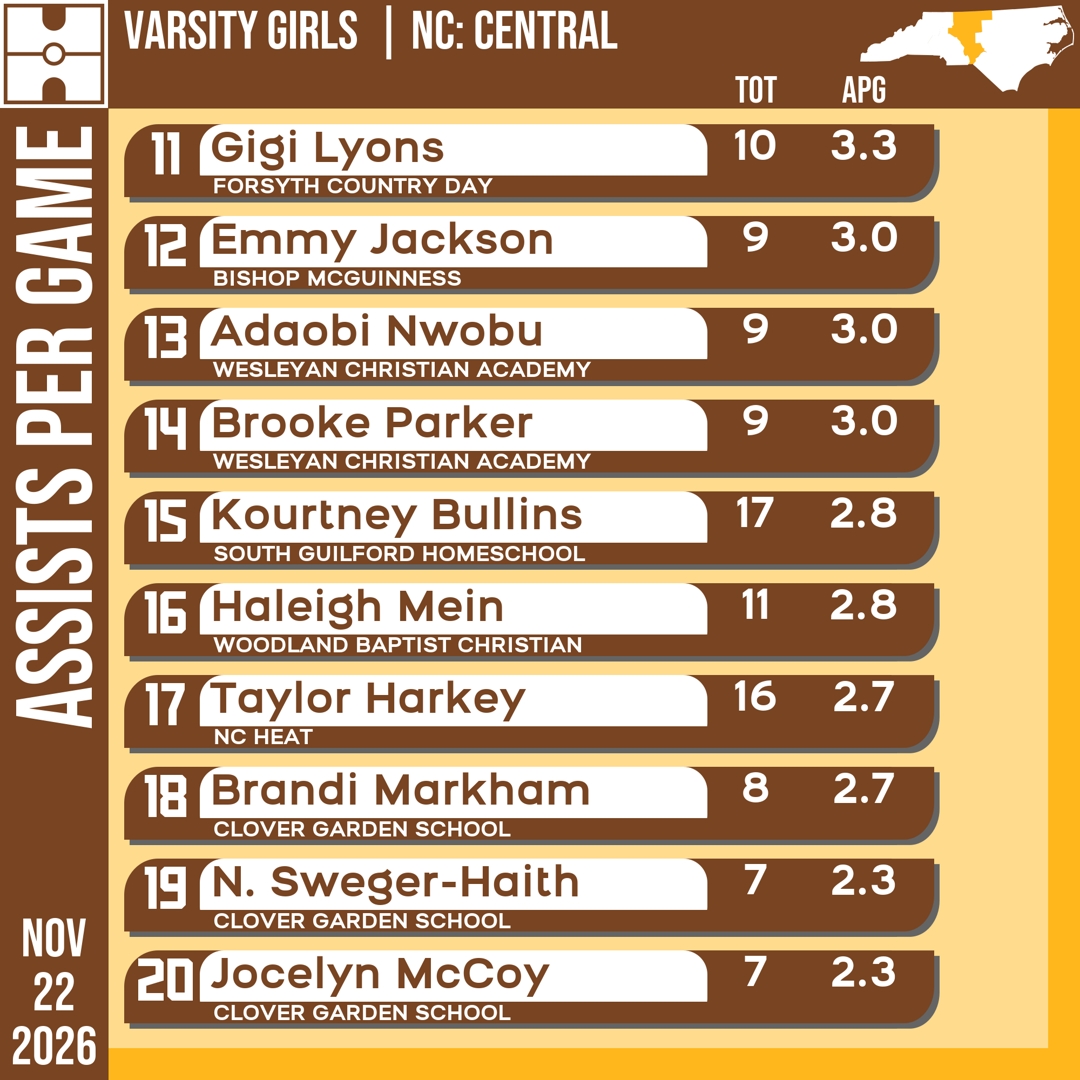 VARSITY GIRLS | NC: CENTRAL
TOT APG
ASSISTS PER GAME
11 Gigi Lyons 10 3.3
FORSYTH COUNTRY DAY
12 Emmy Jackson 9 3.0
BISHOP MCGUINNESS
13 Adaobi Nwobu 9 3.0
WESLEYAN CHRISTIAN ACADEMY
14 Brooke Parker 9 3.0
WESLEYAN CHRISTIAN ACADEMY
15 Kourtney Bullins 17 2.8
SOUTH GUILFORD HOMESCHOOL
16 Haleigh Mein 11 2.8
WOODLAND BAPTIST CHRISTIAN
17 Taylor Harkey 16 2.7
NC HEAT
18 Brandi Markham 8 2.7
CLOVER GARDEN SCHOOL
19 N. Sweger-Haith 7 2.3
CLOVER GARDEN SCHOOL
20 Jocelyn McCoy 7 2.3
CLOVER GARDEN SCHOOL
NOV
22
2026